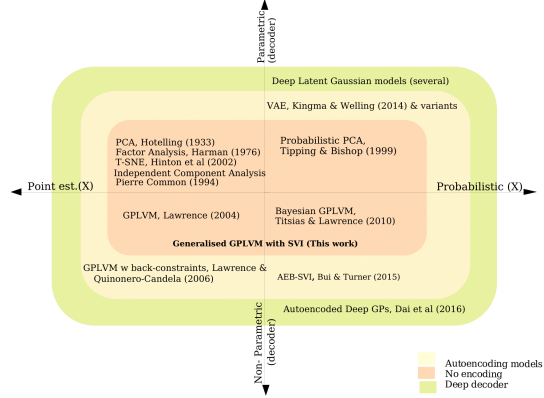 Parametric
(decoder)
Deep Latent Gaussian models (several)
VAE, Kingma & Welling (2014) & variants
PCA, Hotelling (1933)
Factor Analysis, Harman (1976)
T-SNE, Hinton et al (2002)
Independent Component Analysis
Pierre Common (1994)
Probabilistic PCA,
Tipping & Bishop (1999)
Point est.(X)
Probabilistic (X)
GPLVM, Lawrence (2004)
Bayesian GPLVM,
Titsias & Lawrence (2010)
Generalised GPLVM with SVI (This work)
GPLVM w back-constraints, Lawrence &
Quinonero-Candela (2006)
AEB-SVI, Bui & Turner (2015)
Autoencoded Deep GPs, Dai et al (2016)
Non- Parametric
(decoder)
Autoencoding models
No encoding
Deep decoder